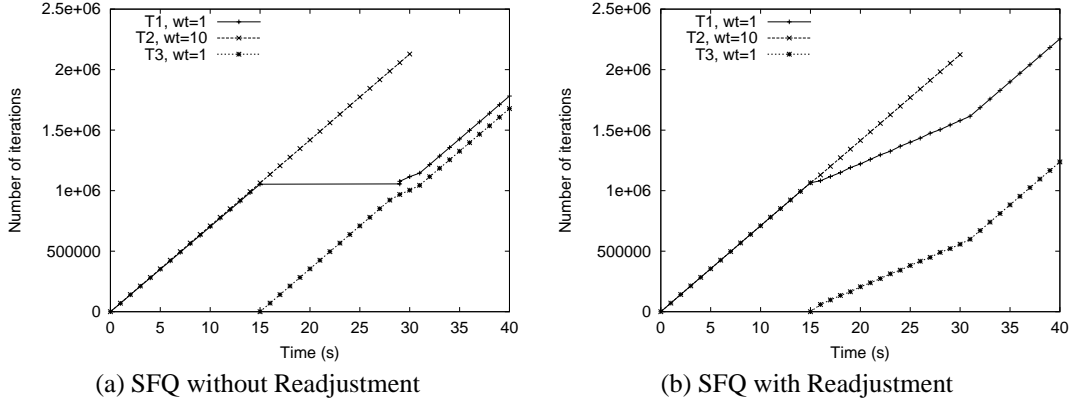 2.5e+06
2e+06
1.5e+06
1e+06
500000
0
Number of iterations
T1, wt=1
T2, wt=10
T3, wt=1
0 5 10 15 20 25 30 35 40
Time (s)
(a) SFQ without Readjustment
2.5e+06
2e+06
1.5e+06
1e+06
500000
0
Number of iterations
T1, wt=1
T2, wt=10
T3, wt=1
0 5 10 15 20 25 30 35 40
Time (s)
(b) SFQ with Readjustment